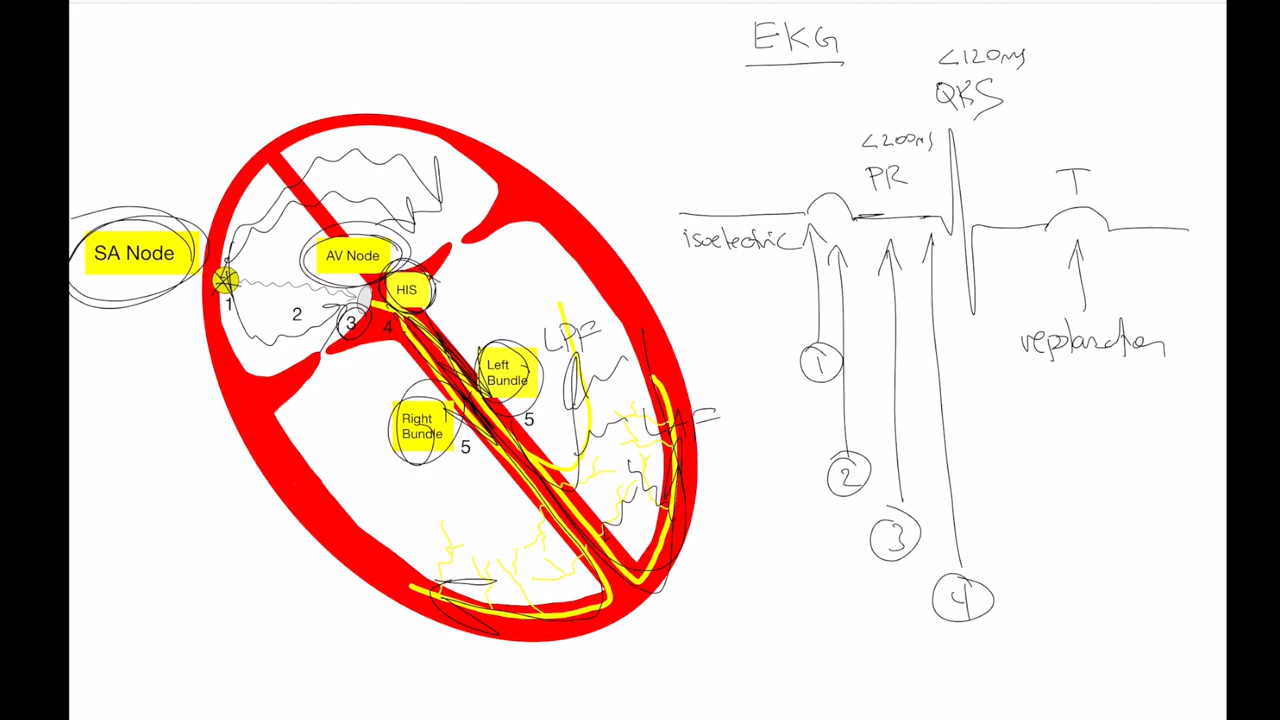 EKG
<120ms
QRS
<200ms
PR
T
isoelectric
repolarization
1
2
3
4
SA Node
AV Node
HIS
1
2
3
4
LPF
Left
Bundle
LAF
Right
Bundle
5
5